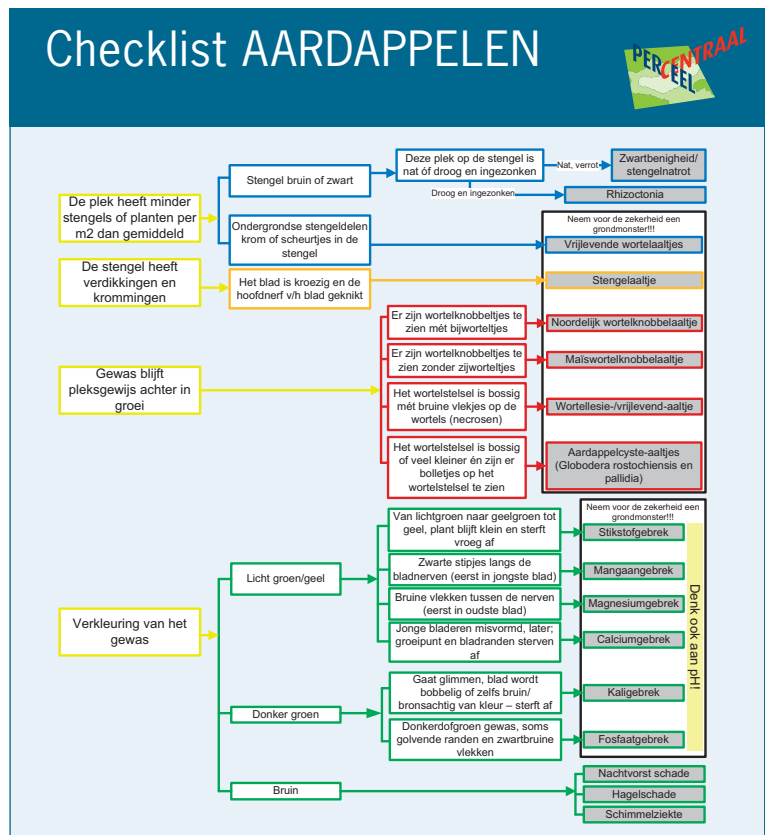 Checklist AARDAPPELEN
PERCEEL
CENTRAAL
De plek heeft minder
stengels of planten per
m2 dan gemiddeld
Stengel bruin of zwart
Deze plek op de stengel is
nat óf droog en ingezonken
Nat, verrot
Zwartbenigheid/
stengelnatrot
Droog en ingezonken
Rhizoctonia
Ondergrondse stengeldelen
krom of scheurtjes in de
stengel
Neem voor de zekerheid een
grondmonster!!!
Vrijlevende wortelaaltjes
De stengel heeft
verdikkingen en
krommingen
Het blad is kroezig en de
hoofdnerf v/h blad geknikt
Stengelaaltje
Gewas blijft
pleksgewijs achter in
groei
Er zijn wortelknobbeltjes te
zien mét bijworteltjes
Noordelijk wortelknobbelaaltje
Er zijn wortelknobbeltjes te
zien zonder zijworteltjes
Maïswortelknobbelaaltje
Het wortelstelsel is bossig
mét bruine vlekjes op de
wortels (necrosen)
Wortellesie-/vrijlevend-aaltje
Het wortelstelsel is bossig
of veel kleiner én zijn er
bolletjes op het
wortelstelsel te zien
Aardappelcyste-aaltjes
(Globodera rostochiensis en
pallidia)
Verkleuring van het
gewas
Licht groen/geel
Van lichtgroen naar geelgroen tot
geel, plant blijft klein en sterft
vroeg af
Neem voor de zekerheid een
grondmonster!!!
Stikstofgebrek
Zwarte stipjes langs de
bladnerven (eerst in jongste blad)
Mangaangebrek
Bruine vlekken tussen de nerven
(eerst in oudste blad)
Magnesiumgebrek
Jonge bladeren misvormd, later;
groeipunt en bladranden sterven
af
Calciumgebrek
Denk ook aan pH!
Donker groen
Gaat glimmen, blad wordt
bobbelig of zelfs bruin/
bronsachtig van kleur – sterft af
Kaligebrek
Donkerdofgroen gewas, soms
golvende randen en zwartbruine
vlekken
Fosfaatgebrek
Bruin
Nachtvorst schade
Hagelschade
Schimmelziekte